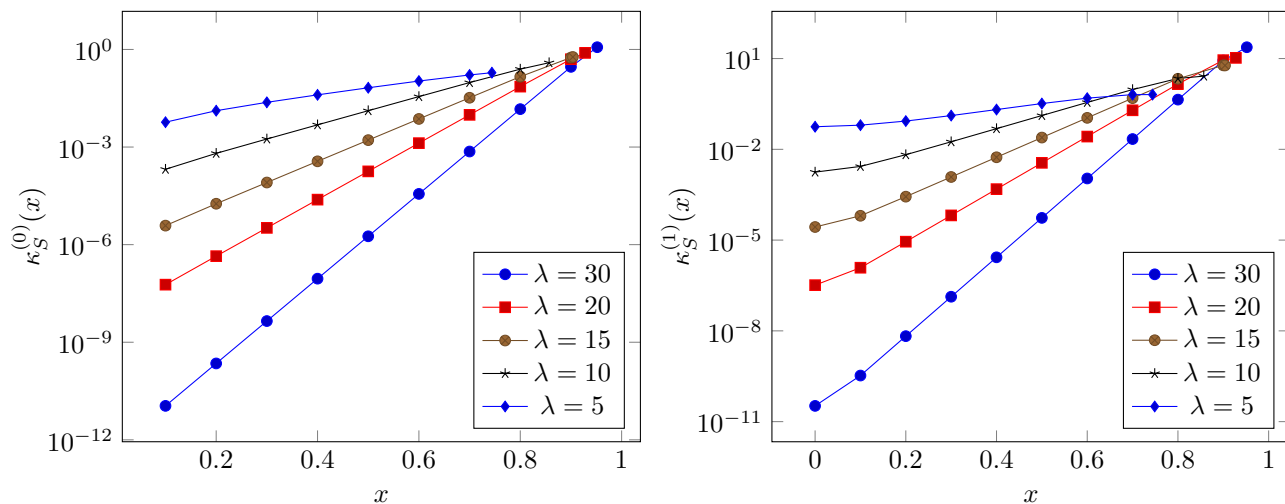 10^0
10^{-3}
10^{-6}
10^{-9}
10^{-12}
κ_S^{(0)}(x)
λ = 30
λ = 20
λ = 15
λ = 10
λ = 5
0.2 0.4 0.6 0.8 1
x
10^1
10^{-2}
10^{-5}
10^{-8}
10^{-11}
κ_S^{(1)}(x)
λ = 30
λ = 20
λ = 15
λ = 10
λ = 5
0 0.2 0.4 0.6 0.8 1
x